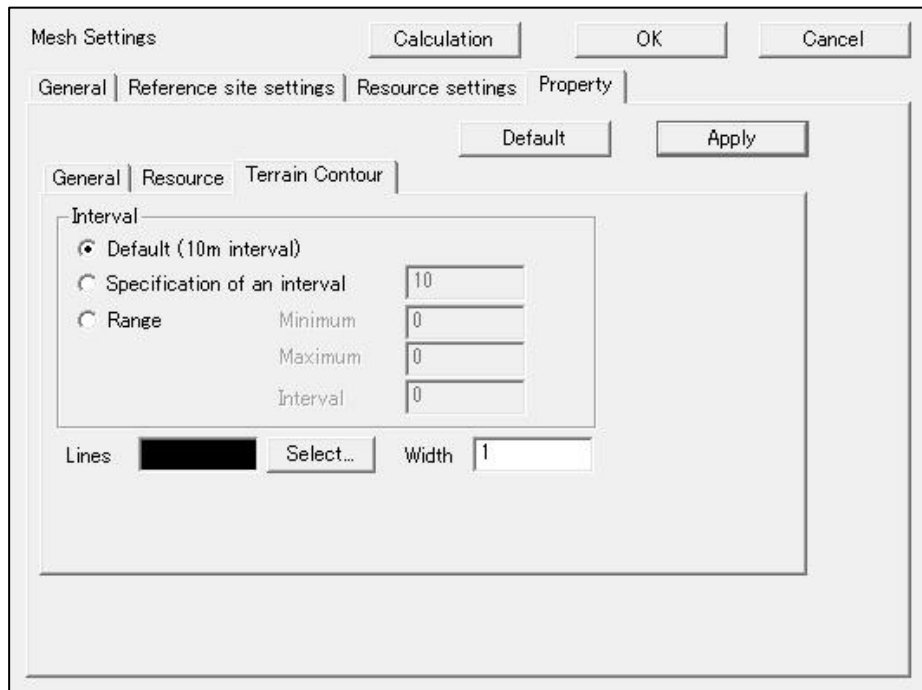 Mesh Settings Calculation OK Cancel
General Reference site settings Resource settings Property
Default Apply
General Resource Terrain Contour
Interval
Default (10m interval)
Specification of an interval 10
Range Minimum 0
Maximum 0
Interval 0
Lines Select... Width 1